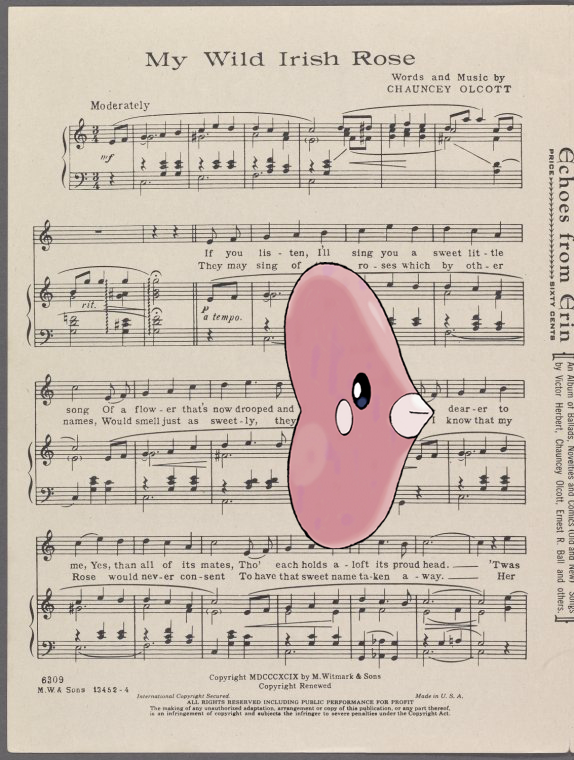 My Wild Irish Rose
Words and Music by
CHAUNCEY OLCOTT
Moderately
mf
If you lis - ten, I'll sing you a sweet lit - tle
They may sing of ro - ses which by oth - er
rit.
p
a tempo.
song Of a flow - er that's now drooped and dear - er to
names, Would smell just as sweet - ly, they I know that my
me, Yes, than all of its mates, Tho' each holds a - loft its proud head. 'Twas
Rose would nev - er con - sent To have that sweet name ta - ken a - way. Her
6309
M.W. & Sons 13452 - 4
Copyright MDCCCXCIX by M. Witmark & Sons
Copyright Renewed
International Copyright Secured.
Made in U. S. A.
ALL RIGHTS RESERVED INCLUDING PUBLIC PERFORMANCE FOR PROFIT
The making of any unauthorized adaptation, arrangement or copy of this publication, or any part thereof,
is an infringement of copyright and subjects the infringer to severe penalties under the Copyright Act.
Echoes from Erin
PRICE SIXTY CENTS
An Album of Ballads, Novelties and Comics (Old and New) Songs
by Victor Herbert, Chauncey Olcott, Ernest R. Ball and others.